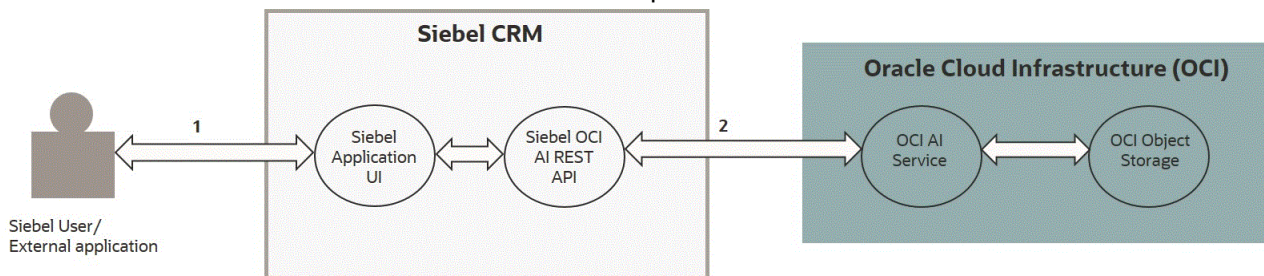 Siebel CRM
Oracle Cloud Infrastructure (OCI)
1
2
Siebel
Application
UI
Siebel OCI
AI REST
API
OCI AI
Service
OCI Object
Storage
Siebel User/
External application